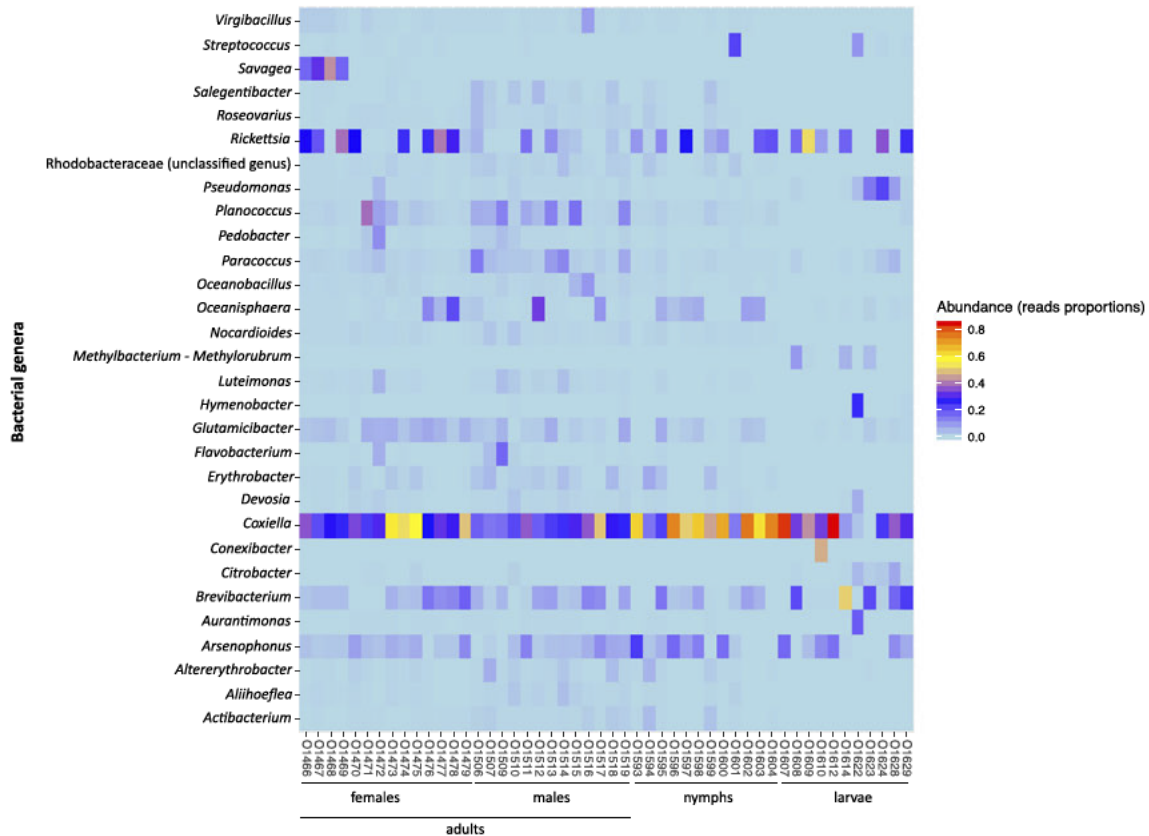 Bacterial genera
Virgibacillus
Streptococcus
Savagea
Salegentibacter
Roseovarius
Rickettsia
Rhodobacteraceae (unclassified genus)
Pseudomonas
Planococcus
Pedobacter
Paracoccus
Oceanobacillus
Oceanisphaera
Nocardioides
Methylbacterium - Methylorubrum
Luteimonas
Hymenobacter
Glutamicibacter
Flavobacterium
Erythrobacter
Devosia
Coxiella
Conexibacter
Citrobacter
Brevibacterium
Aurantimonas
Arsenophonus
Altererythrobacter
Aliihoeflea
Actibacterium
O1466
O1467
O1468
O1469
O1470
O1471
O1472
O1473
O1474
O1475
O1476
O1477
O1478
O1479
O1506
O1507
O1509
O1510
O1511
O1512
O1513
O1514
O1515
O1516
O1517
O1518
O1519
O1593
O1594
O1595
O1596
O1597
O1598
O1599
O1600
O1601
O1602
O1603
O1604
O1607
O1608
O1609
O1610
O1612
O1614
O1622
O1623
O1624
O1628
O1629
females
males
nymphs
larvae
adults
Abundance (reads proportions)
0.8
0.6
0.4
0.2
0.0